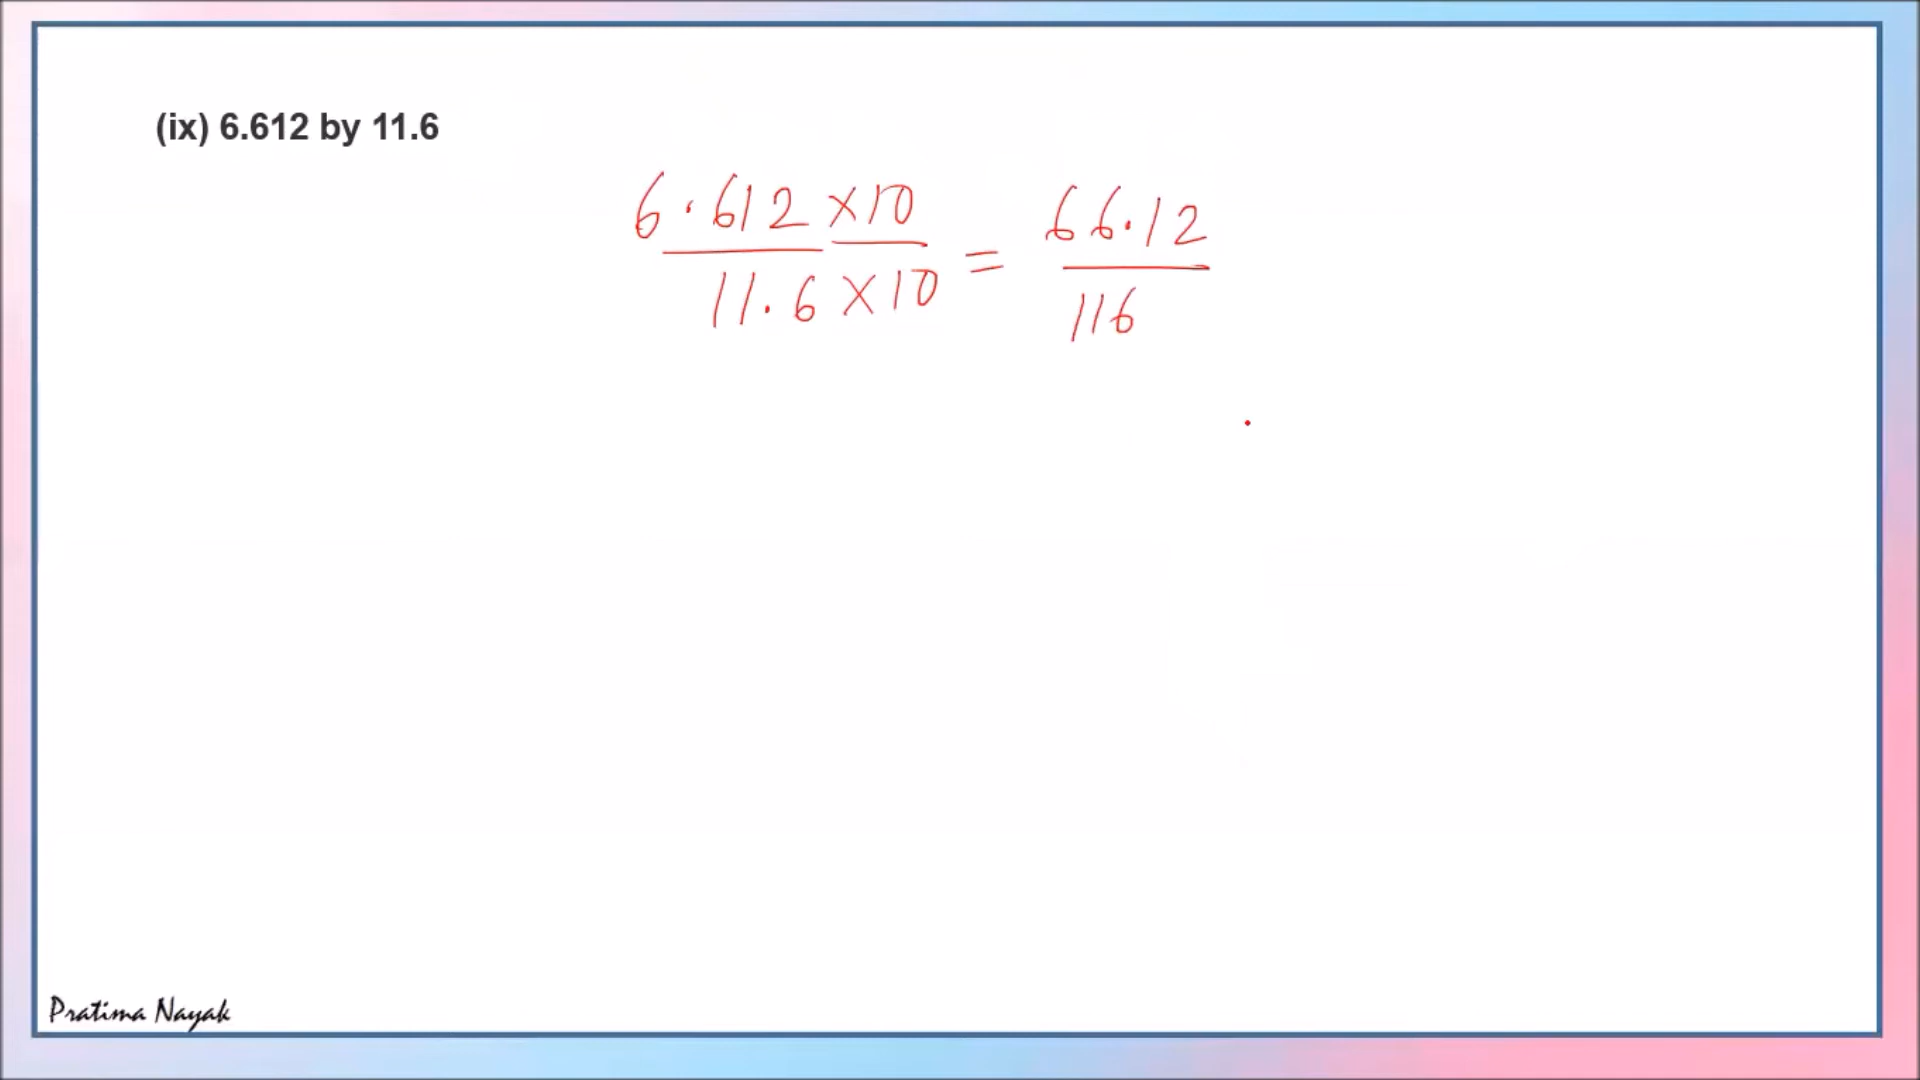 (ix) 6.612 by 11.6
6.612 ×10 = 66.12
11.6 ×10 116
Pratima Nayak